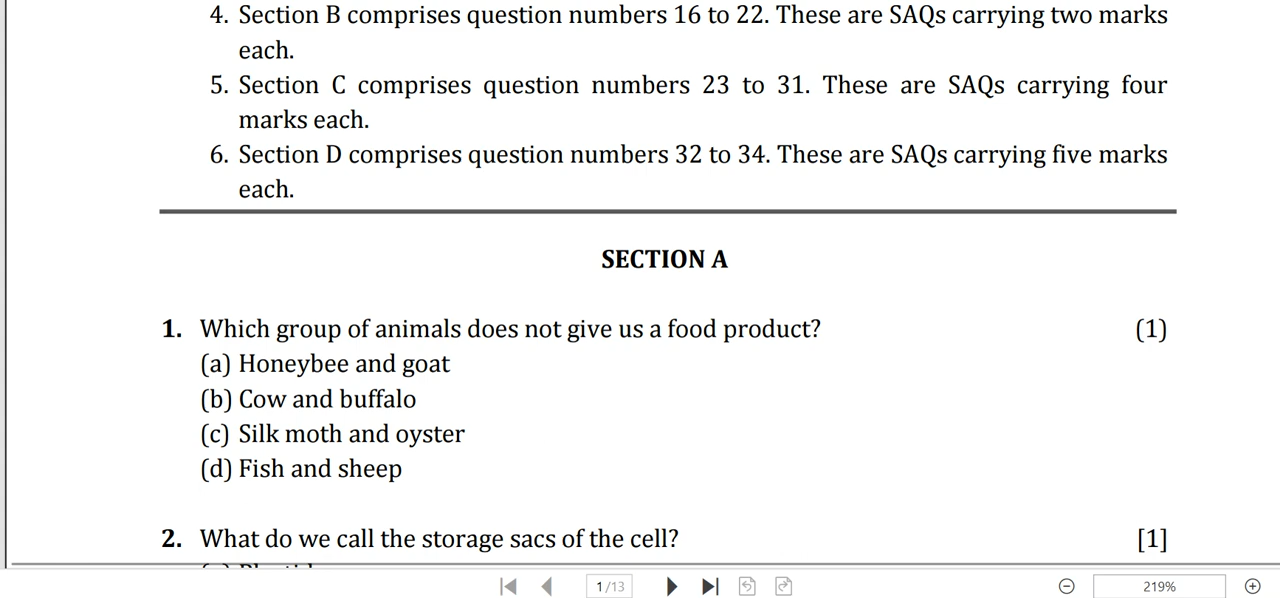 4. Section B comprises question numbers 16 to 22. These are SAQs carrying two marks
each.
5. Section C comprises question numbers 23 to 31. These are SAQs carrying four
marks each.
6. Section D comprises question numbers 32 to 34. These are SAQs carrying five marks
each.
SECTION A
1. Which group of animals does not give us a food product? (1)
(a) Honeybee and goat
(b) Cow and buffalo
(c) Silk moth and oyster
(d) Fish and sheep
2. What do we call the storage sacs of the cell? [1]
1/13
219%